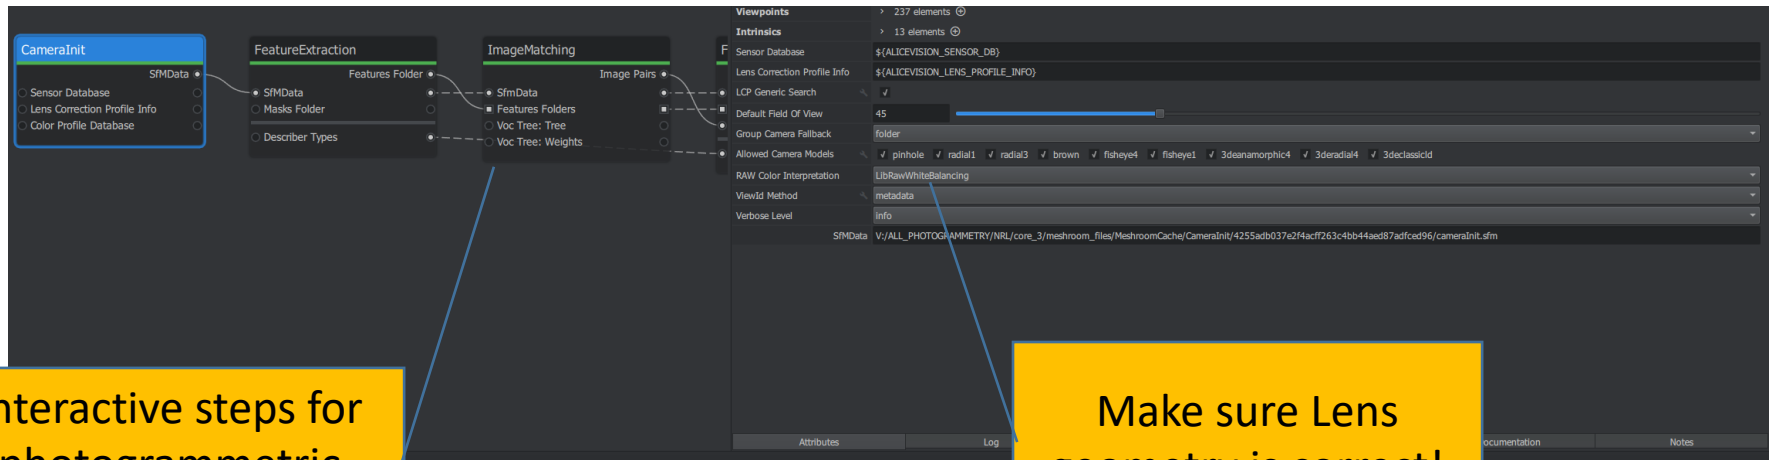 CameraInit
SfMData
Sensor Database
Lens Correction Profile Info
Color Profile Database
FeatureExtraction
Features Folder
SfMData
Masks Folder
Describer Types
ImageMatching
Image Pairs
SfmData
Features Folders
Voc Tree: Tree
Voc Tree: Weights
F
Viewpoints 237 elements
Intrinsics 13 elements
Sensor Database ${ALICEVISION_SENSOR_DB}
Lens Correction Profile Info ${ALICEVISION_LENS_PROFILE_INFO}
LCP Generic Search
Default Field Of View 45
Group Camera Fallback folder
Allowed Camera Models pinhole radial1 radial3 brown fisheye4 fisheye1 3deanamorphic4 3deradial4 3declassicld
RAW Color Interpretation LibRawWhiteBalancing
ViewId Method metadata
Verbose Level info
SfMData V:/ALL_PHOTOGRAMMETRY/NRL/core_3/meshroom_files/MeshroomCache/CameraInit/4255adb037e2f4acff263c4bb44aed87adfced96/cameraInit.sfm
nteractive steps for
photogrammetric
Make sure Lens
geometry is correct!
Attributes Log ocumentation Notes